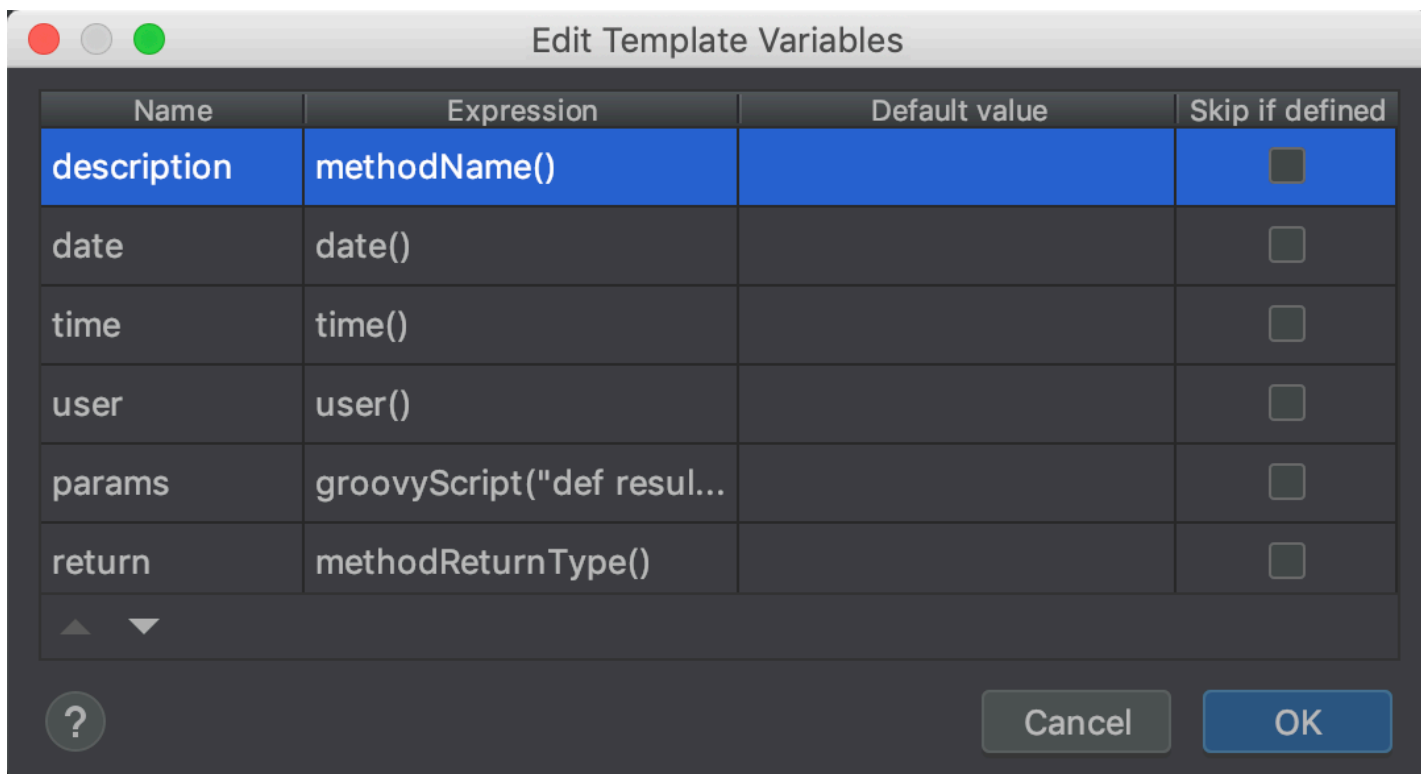 Edit Template Variables
Name Expression Default value Skip if defined
description methodName()
date date()
time time()
user user()
params groovyScript("def resul...
return methodReturnType()
?
Cancel OK